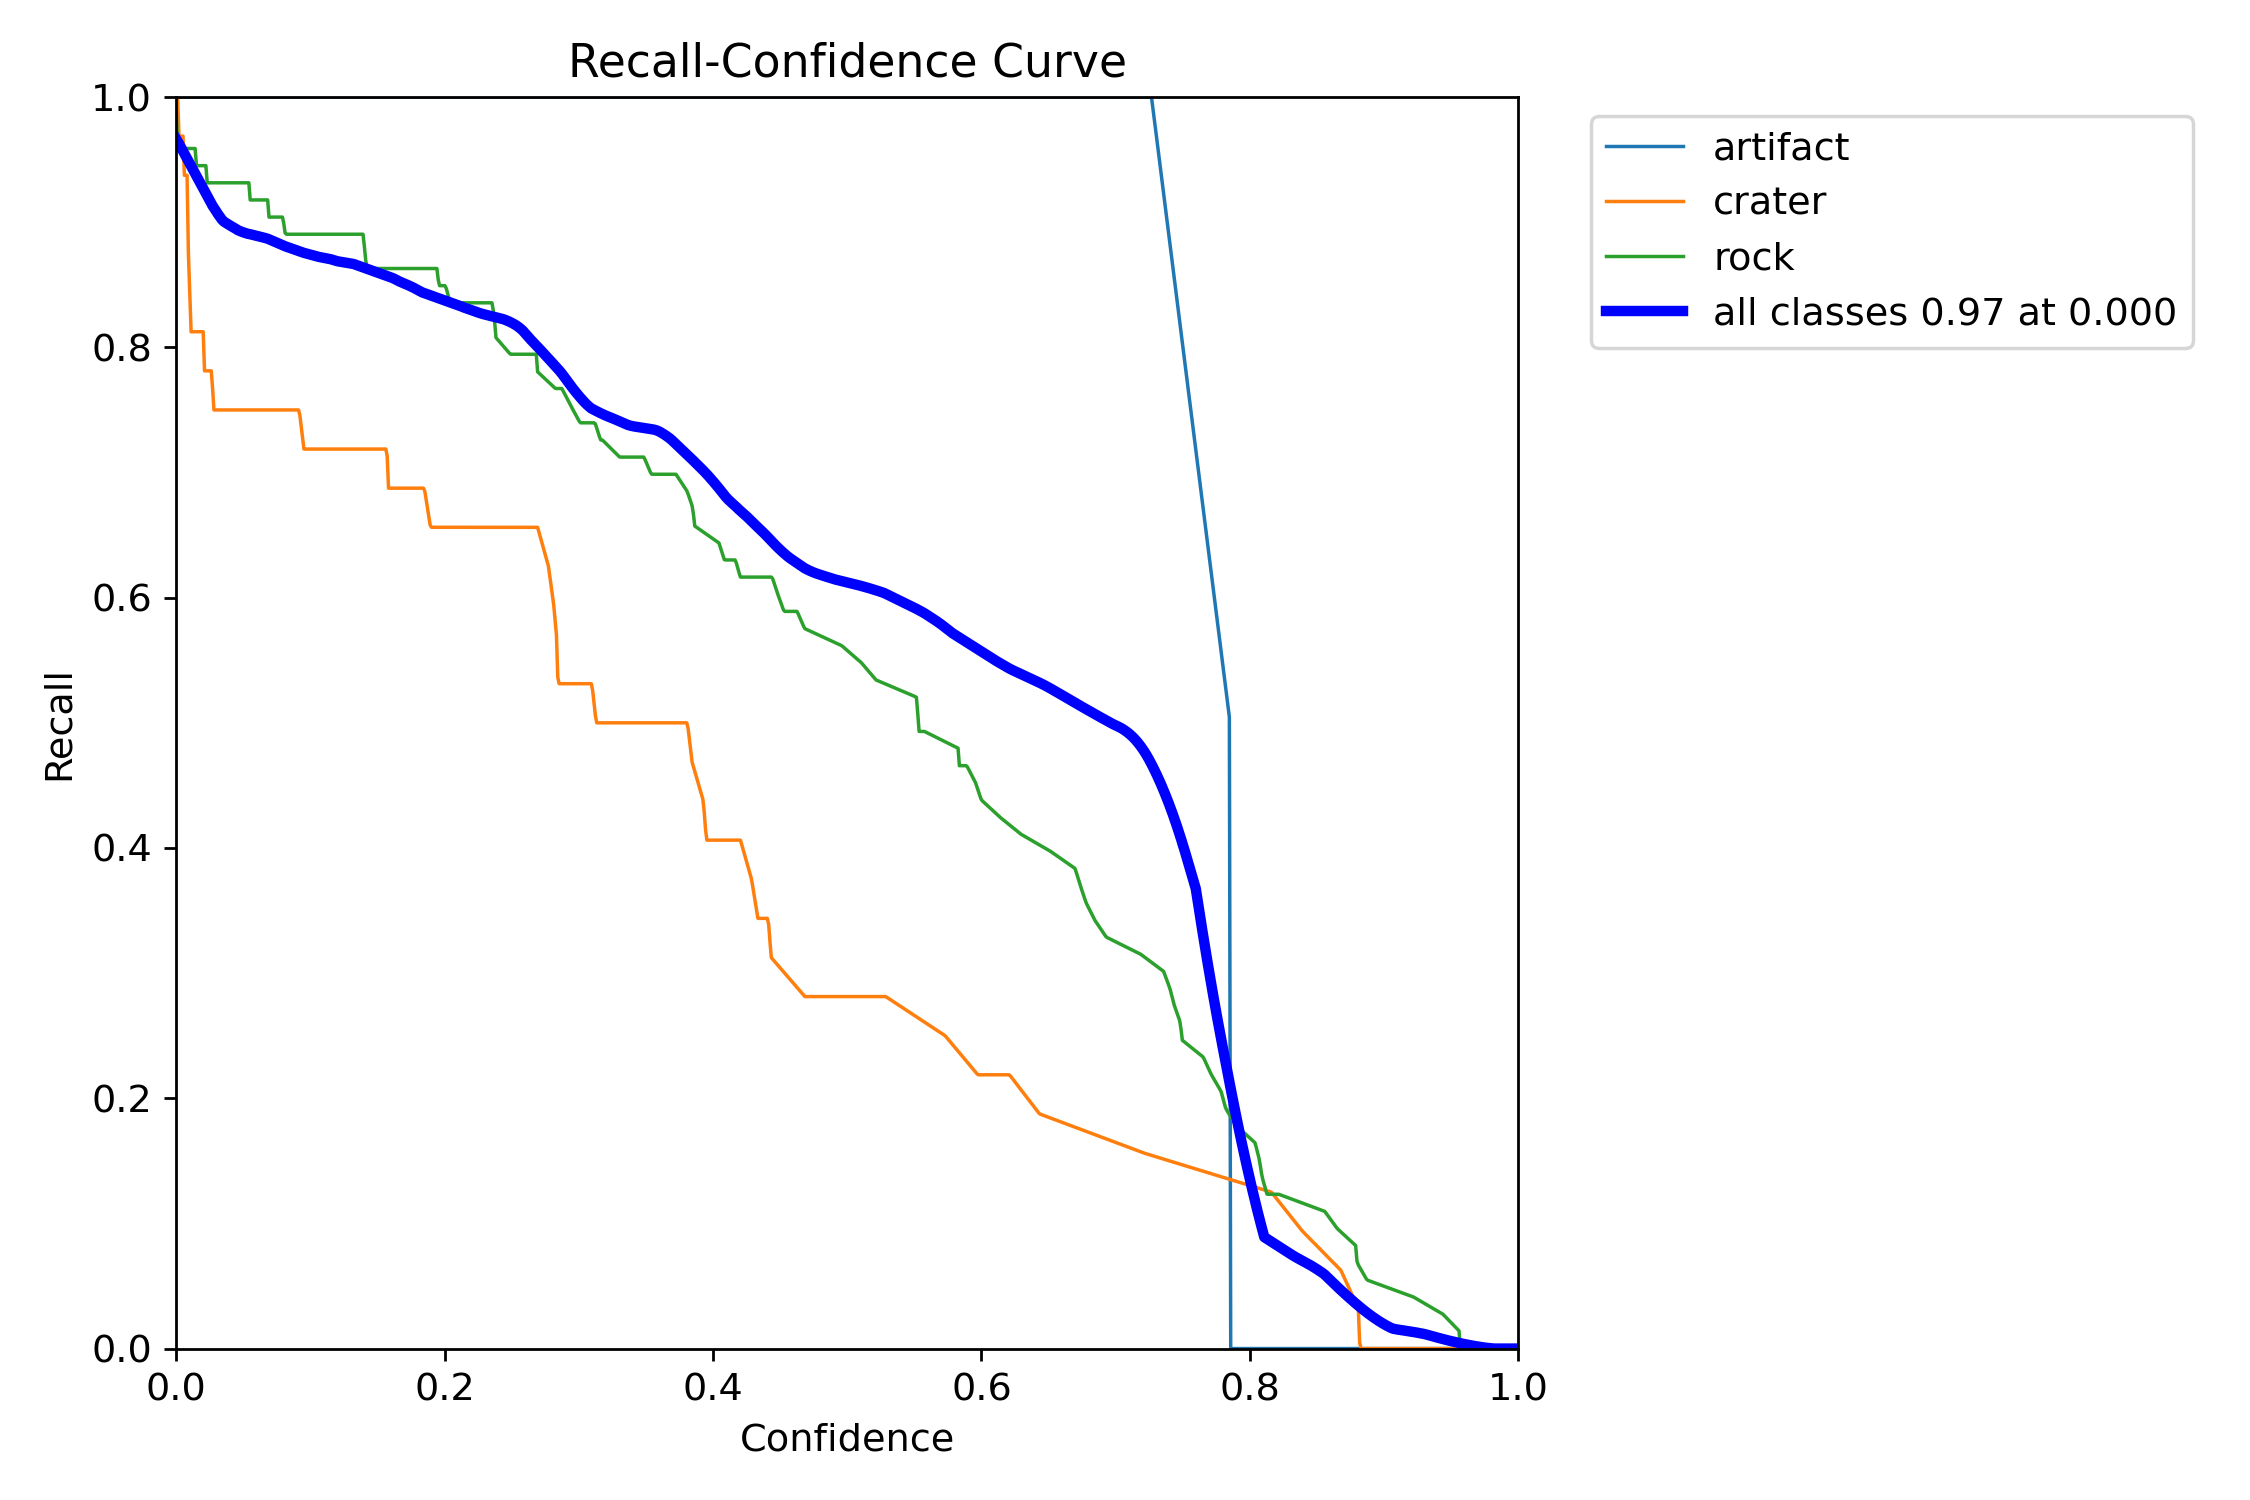 Recall-Confidence Curve
1.0
0.8
0.6
0.4
0.2
0.0
Recall
0.0 0.2 0.4 0.6 0.8 1.0
Confidence
artifact
crater
rock
all classes 0.97 at 0.000